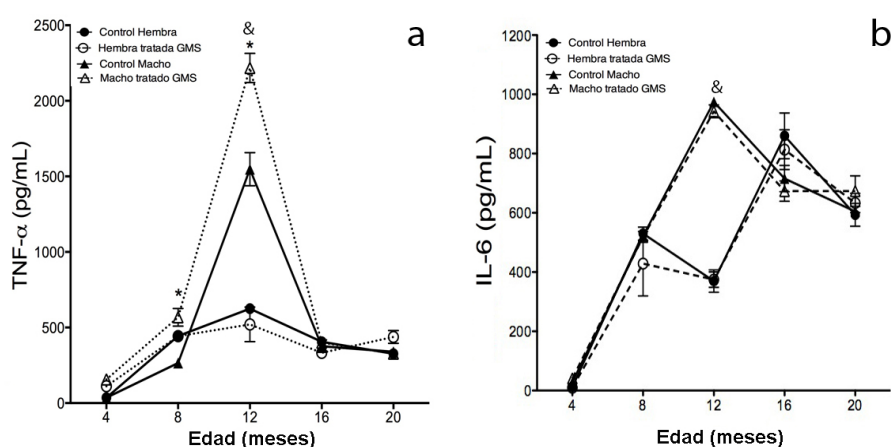 a
Control Hembra
Hembra tratada GMS
Control Macho
Macho tratado GMS
TNF-α (pg/mL)
2500
2000
1500
1000
500
0
&
*
*
4 8 12 16 20
Edad (meses)
b
Control Hembra
Hembra tratada GMS
Control Macho
Macho tratado GMS
IL-6 (pg/mL)
1200
1000
800
600
400
200
0
&
4 8 12 16 20
Edad (meses)